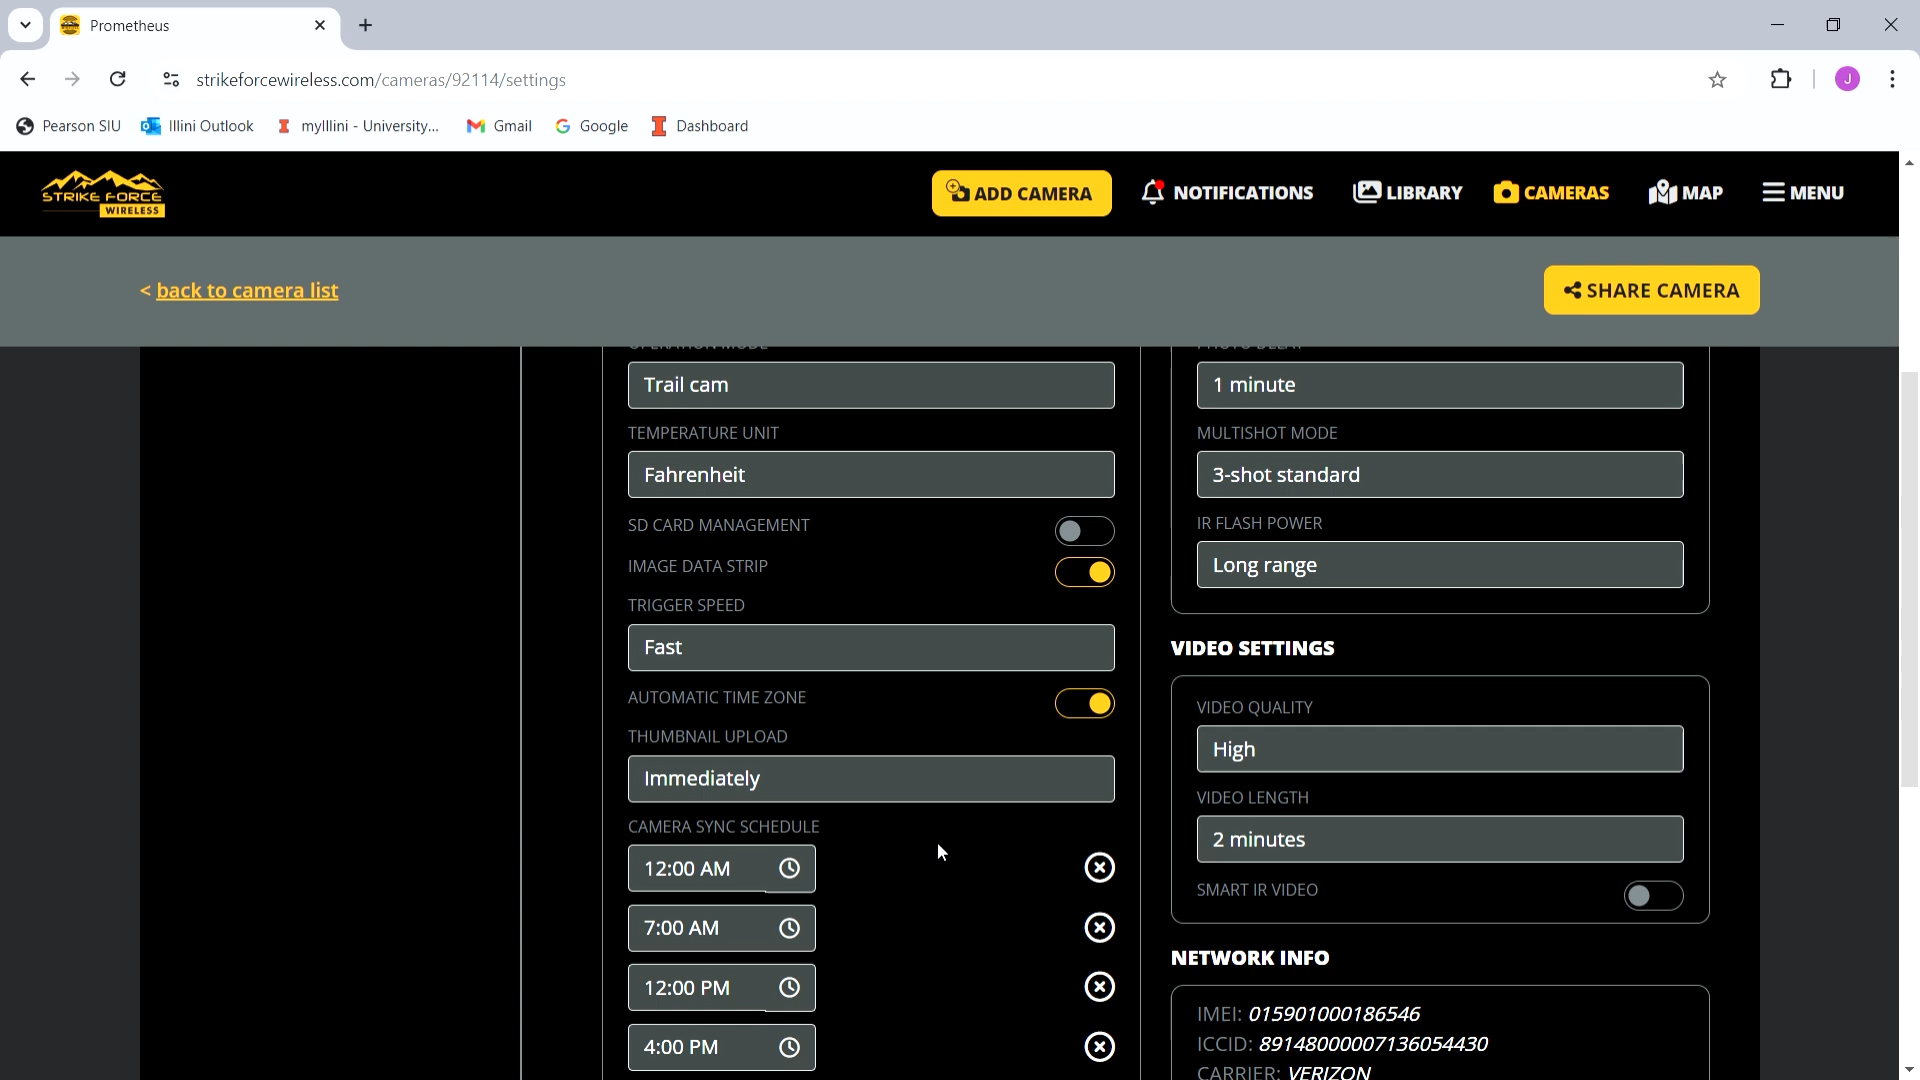 Prometheus
strikeforcewireless.com/cameras/92114/settings
J
Pearson SIU
Illini Outlook
myIllini - University...
Gmail
Google
Dashboard
STRIKE FORCE
WIRELESS
ADD CAMERA
NOTIFICATIONS
LIBRARY
CAMERAS
MAP
MENU
< back to camera list
SHARE CAMERA
OPERATION MODE
Trail cam
TEMPERATURE UNIT
Fahrenheit
SD CARD MANAGEMENT
IMAGE DATA STRIP
TRIGGER SPEED
Fast
AUTOMATIC TIME ZONE
THUMBNAIL UPLOAD
Immediately
CAMERA SYNC SCHEDULE
12:00 AM
7:00 AM
12:00 PM
4:00 PM
PHOTO DELAY
1 minute
MULTISHOT MODE
3-shot standard
IR FLASH POWER
Long range
VIDEO SETTINGS
VIDEO QUALITY
High
VIDEO LENGTH
2 minutes
SMART IR VIDEO
NETWORK INFO
IMEI: 015901000186546
ICCID: 89148000007136054430
CARRIER: VERIZON